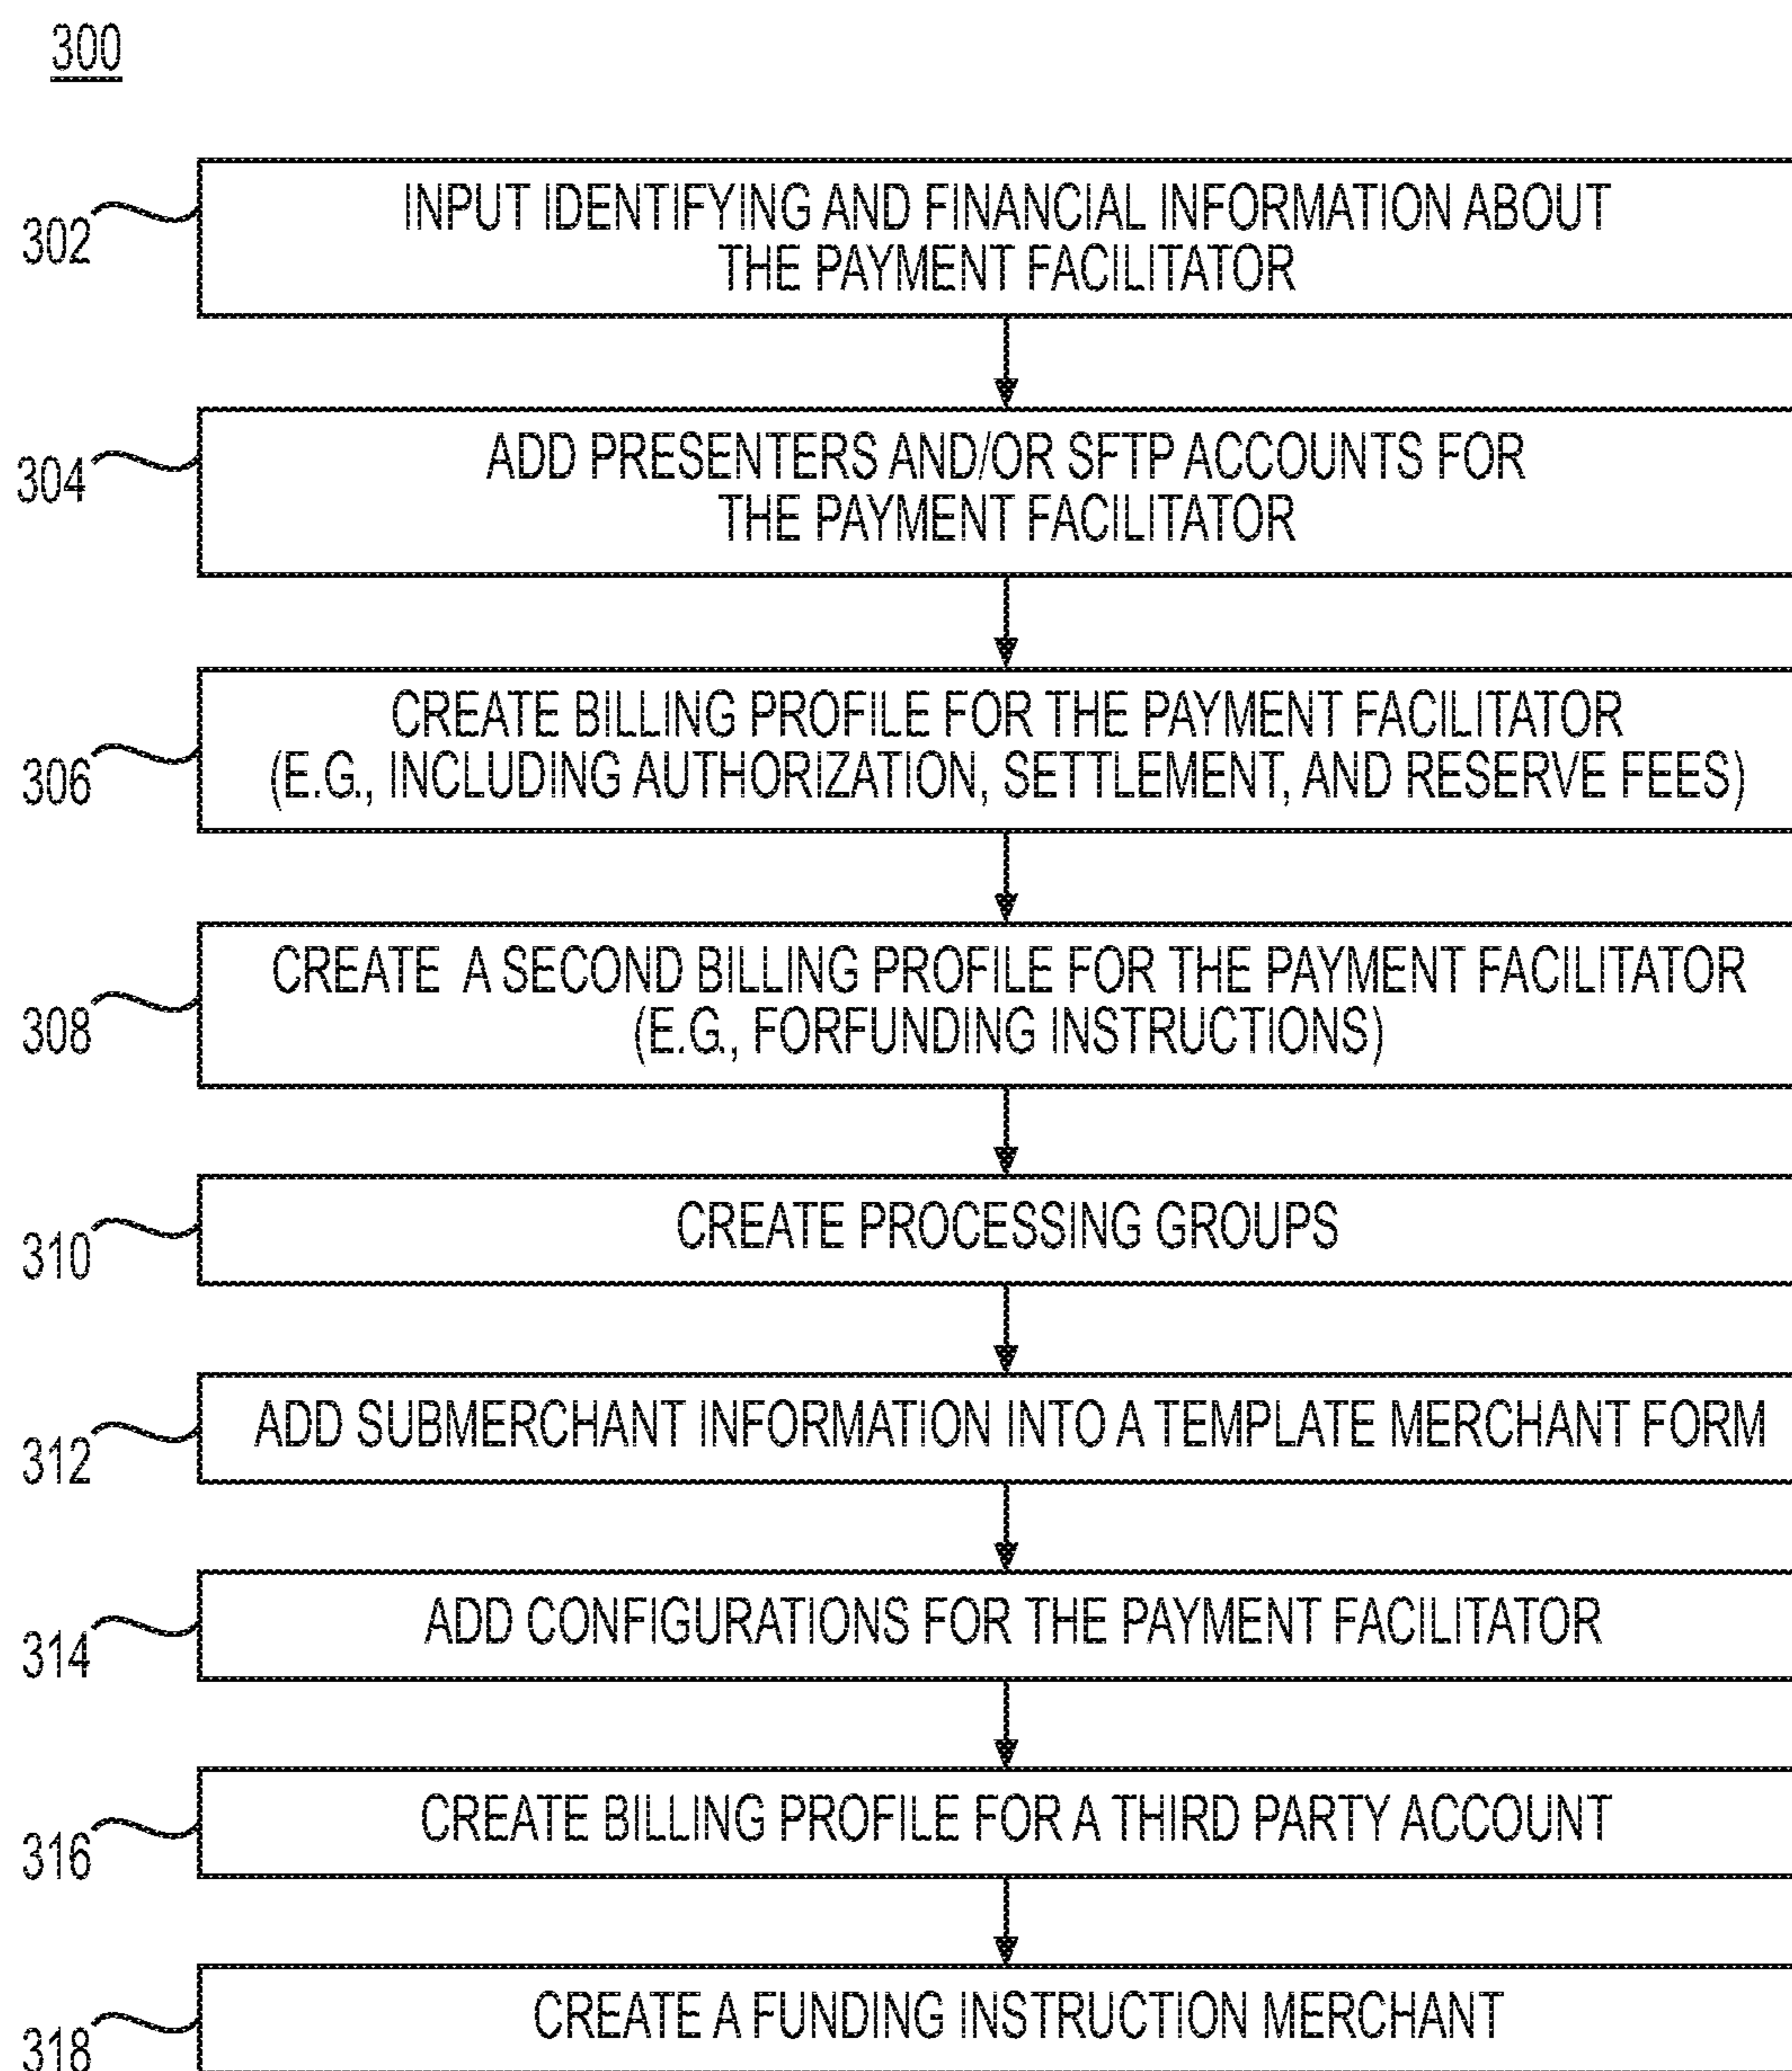 300
302
INPUT IDENTIFYING AND FINANCIAL INFORMATION ABOUT
THE PAYMENT FACILITATOR
304
ADD PRESENTERS AND/OR SFTP ACCOUNTS FOR
THE PAYMENT FACILITATOR
306
CREATE BILLING PROFILE FOR THE PAYMENT FACILITATOR
(E.G., INCLUDING AUTHORIZATION, SETTLEMENT, AND RESERVE FEES)
308
CREATE A SECOND BILLING PROFILE FOR THE PAYMENT FACILITATOR
(E.G., FORFUNDING INSTRUCTIONS)
310
CREATE PROCESSING GROUPS
312
ADD SUBMERCHANT INFORMATION INTO A TEMPLATE MERCHANT FORM
314
ADD CONFIGURATIONS FOR THE PAYMENT FACILITATOR
316
CREATE BILLING PROFILE FOR A THIRD PARTY ACCOUNT
318
CREATE A FUNDING INSTRUCTION MERCHANT